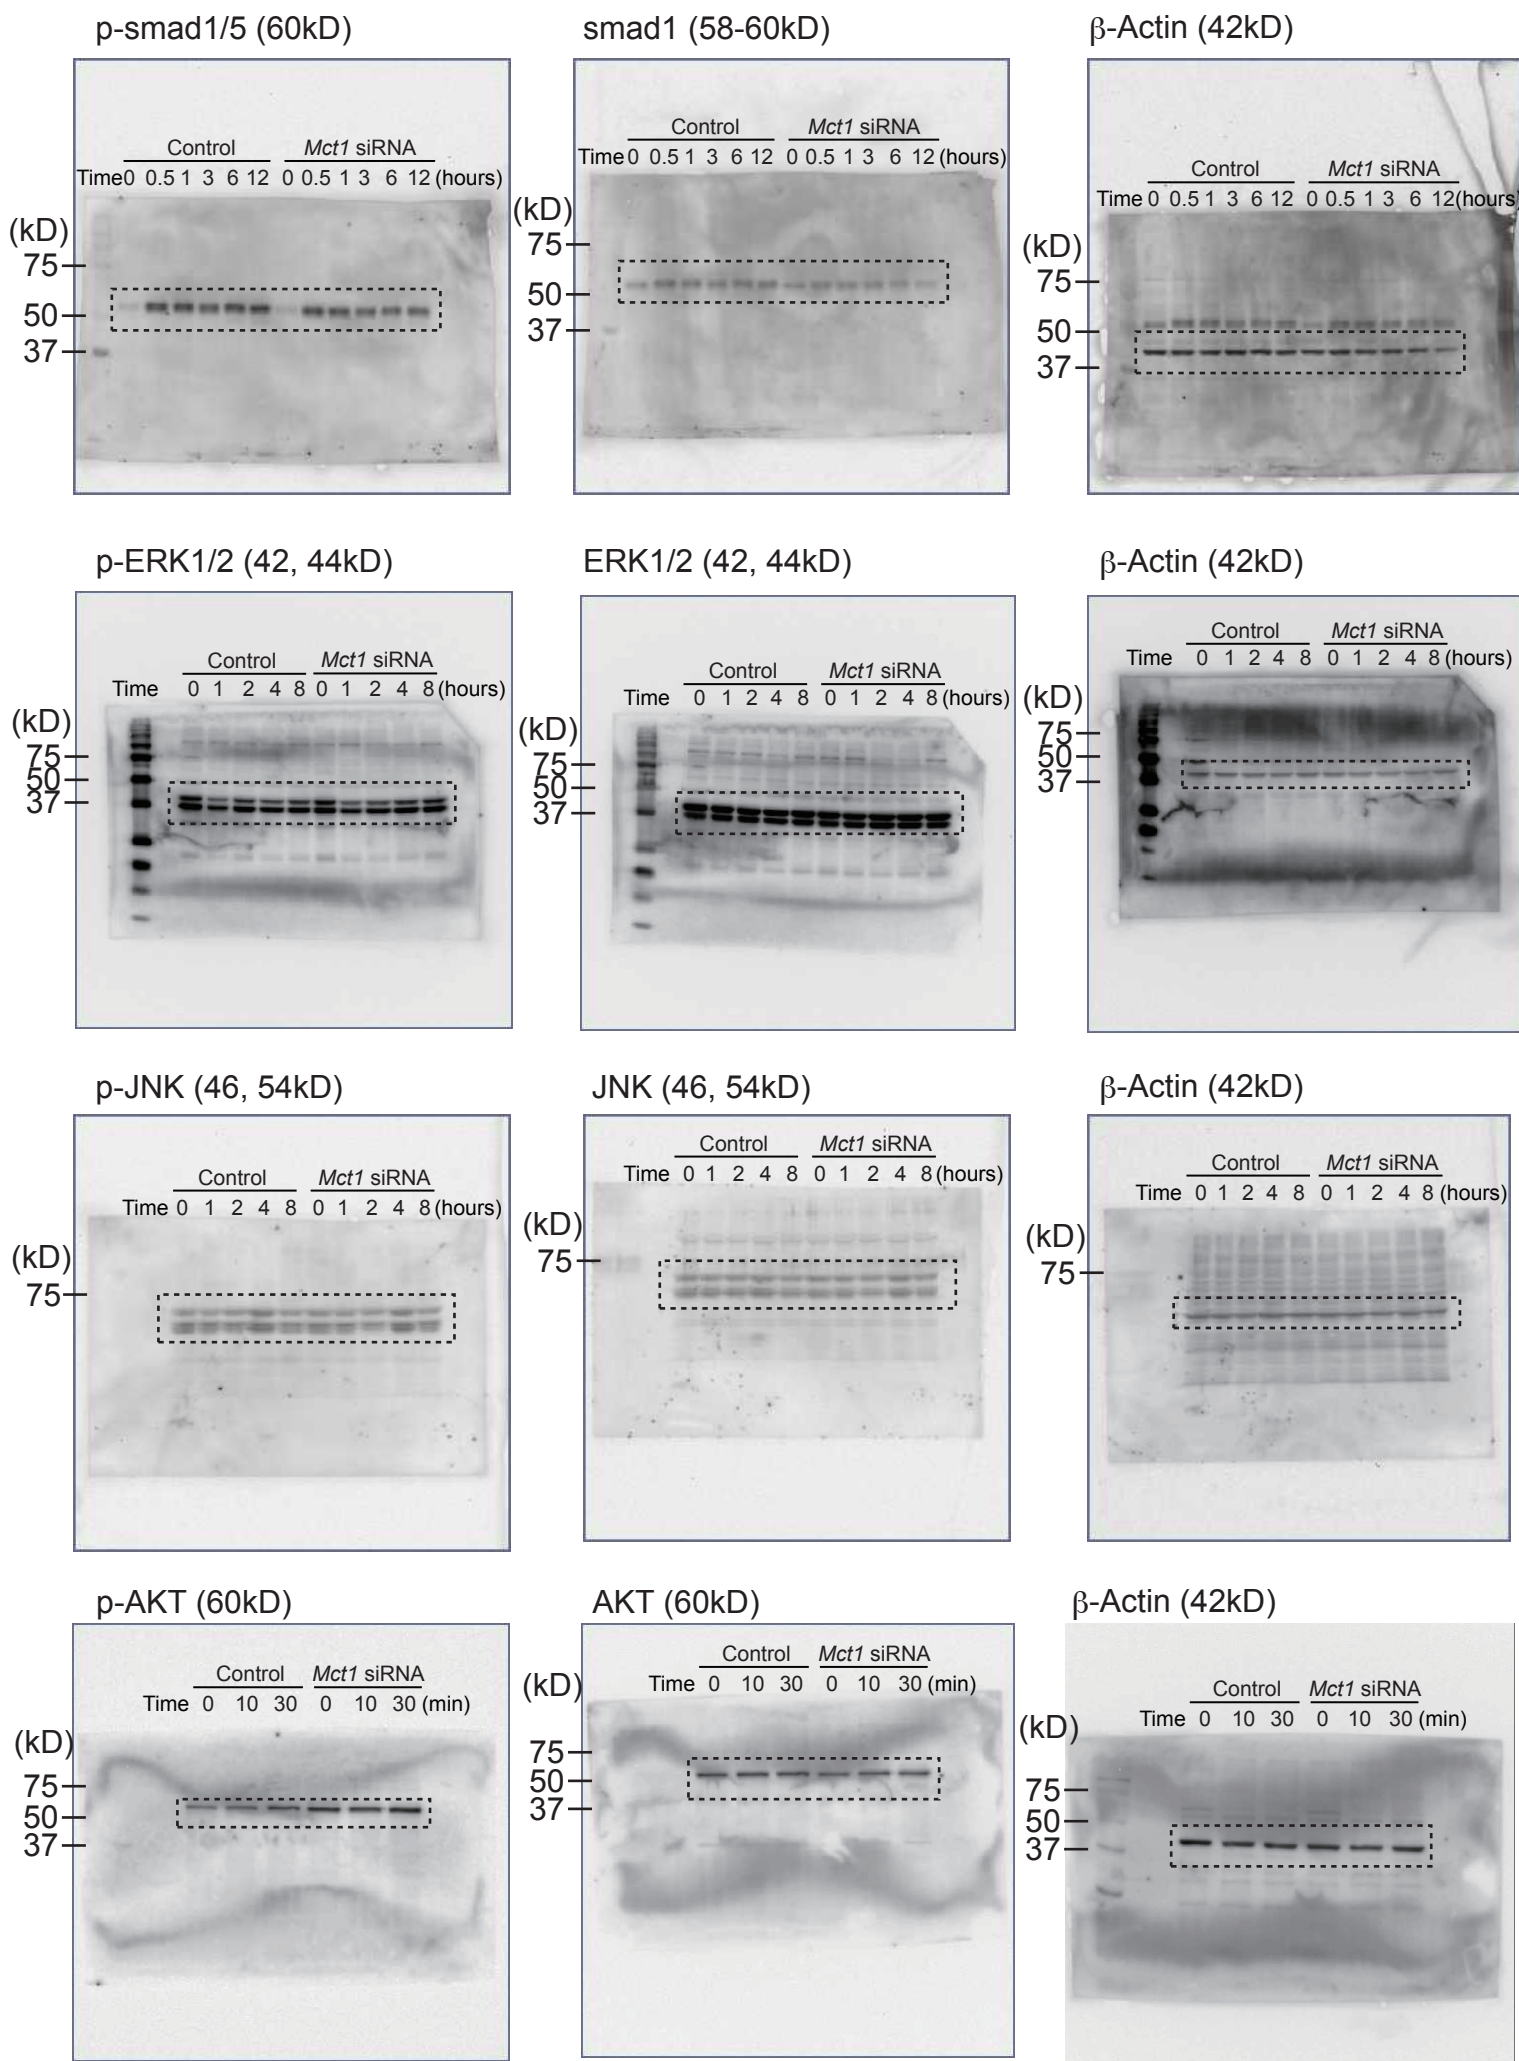 p-smad1/5 (60kD)
Control Mct1 siRNA
Time 0 0.5 1 3 6 12 0 0.5 1 3 6 12 (hours)
(kD)
75
50
37
smad1 (58-60kD)
Control Mct1 siRNA
Time 0 0.5 1 3 6 12 0 0.5 1 3 6 12 (hours)
(kD)
75
50
37
β-Actin (42kD)
Control Mct1 siRNA
Time 0 0.5 1 3 6 12 0 0.5 1 3 6 12 (hours)
(kD)
75
50
37
p-ERK1/2 (42, 44kD)
Control Mct1 siRNA
Time 0 1 2 4 8 0 1 2 4 8 (hours)
(kD)
75
50
37
ERK1/2 (42, 44kD)
Control Mct1 siRNA
Time 0 1 2 4 8 0 1 2 4 8 (hours)
(kD)
75
50
37
β-Actin (42kD)
Control Mct1 siRNA
Time 0 1 2 4 8 0 1 2 4 8 (hours)
(kD)
75
50
37
p-JNK (46, 54kD)
Control Mct1 siRNA
Time 0 1 2 4 8 0 1 2 4 8 (hours)
(kD)
75
JNK (46, 54kD)
Control Mct1 siRNA
Time 0 1 2 4 8 0 1 2 4 8 (hours)
(kD)
75
β-Actin (42kD)
Control Mct1 siRNA
Time 0 1 2 4 8 0 1 2 4 8 (hours)
(kD)
75
p-AKT (60kD)
Control Mct1 siRNA
Time 0 10 30 0 10 30 (min)
(kD)
75
50
37
AKT (60kD)
Control Mct1 siRNA
Time 0 10 30 0 10 30 (min)
(kD)
75
50
37
β-Actin (42kD)
Control Mct1 siRNA
Time 0 10 30 0 10 30 (min)
(kD)
75
50
37